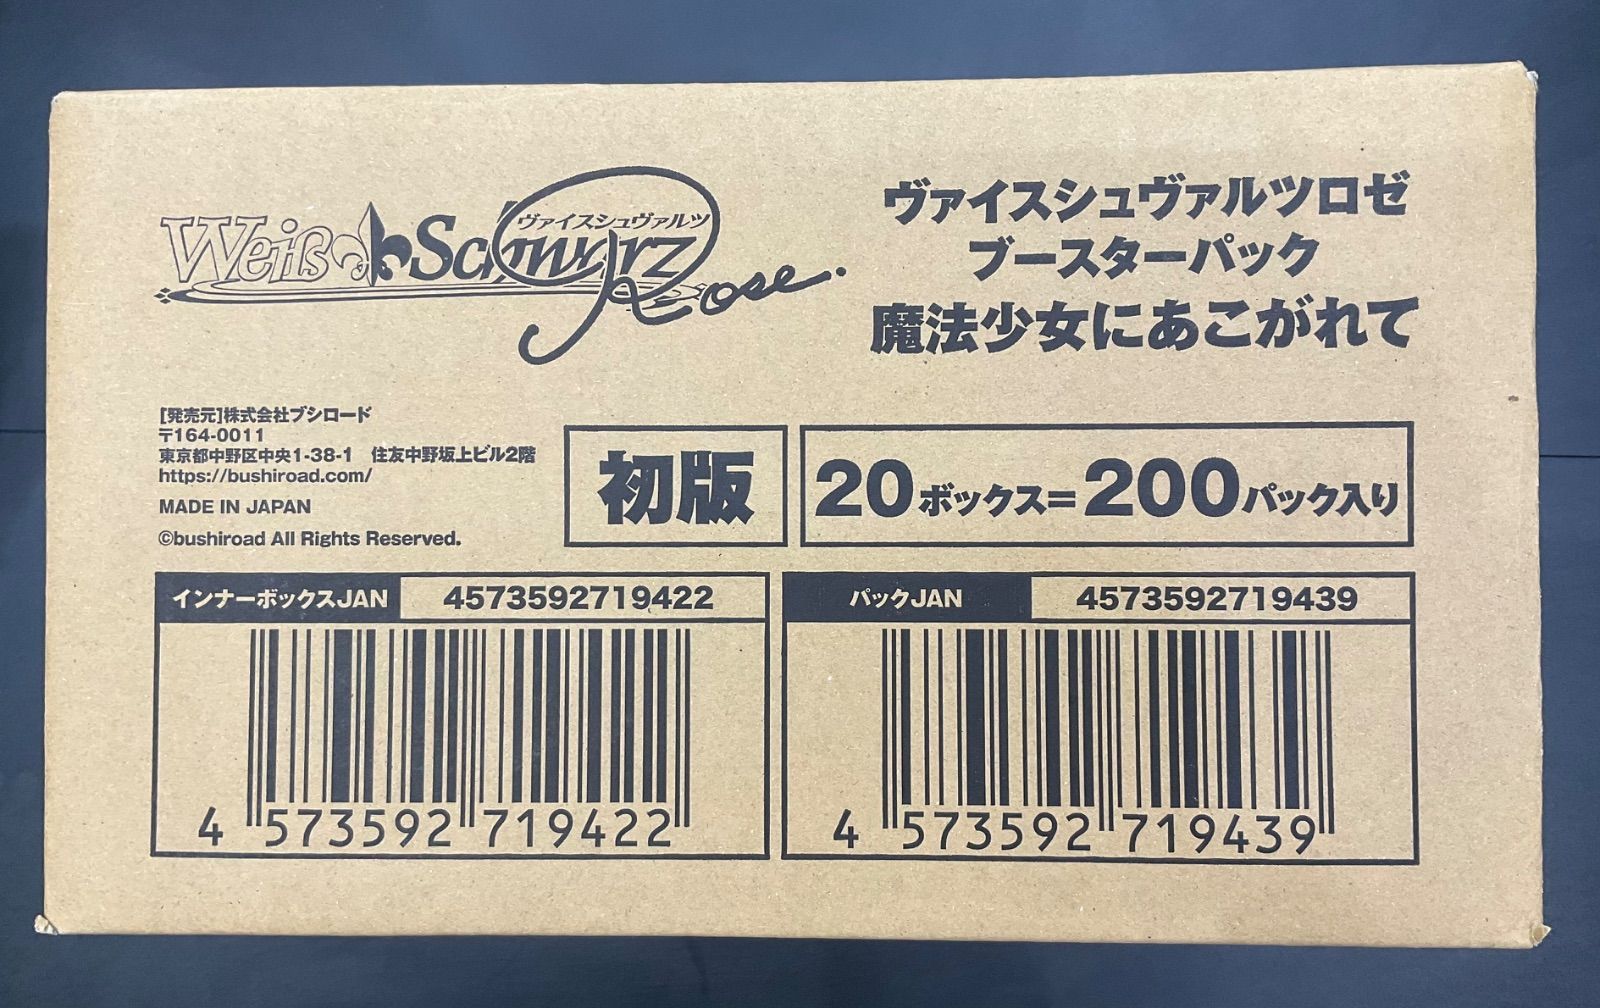 Weiß Schwarz
ヴァイスシュヴァルツ
Rose.
ヴァイスシュヴァルツロゼ
ブースターパック
魔法少女にあこがれて
[発売元]株式会社ブシロード
〒164-0011
東京都中野区中央1-38-1　住友中野坂上ビル2階
https://bushiroad.com/
MADE IN JAPAN
©bushiroad All Rights Reserved.
初版
20ボックス=200パック入り
インナーボックスJAN 4573592719422
4 573592 719422
パックJAN 4573592719439
4 573592 719439